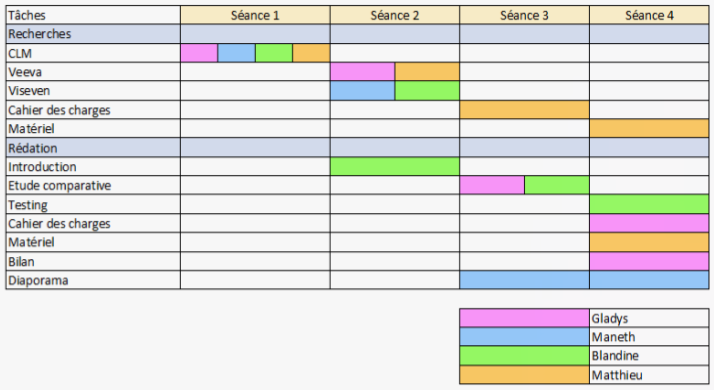 Tâches Séance 1 Séance 2 Séance 3 Séance 4
Recherches
CLM
Veeva
Viseven
Cahier des charges
Matériel
Rédation
Introduction
Etude comparative
Testing
Cahier des charges
Matériel
Bilan
Diaporama
Gladys
Maneth
Blandine
Matthieu